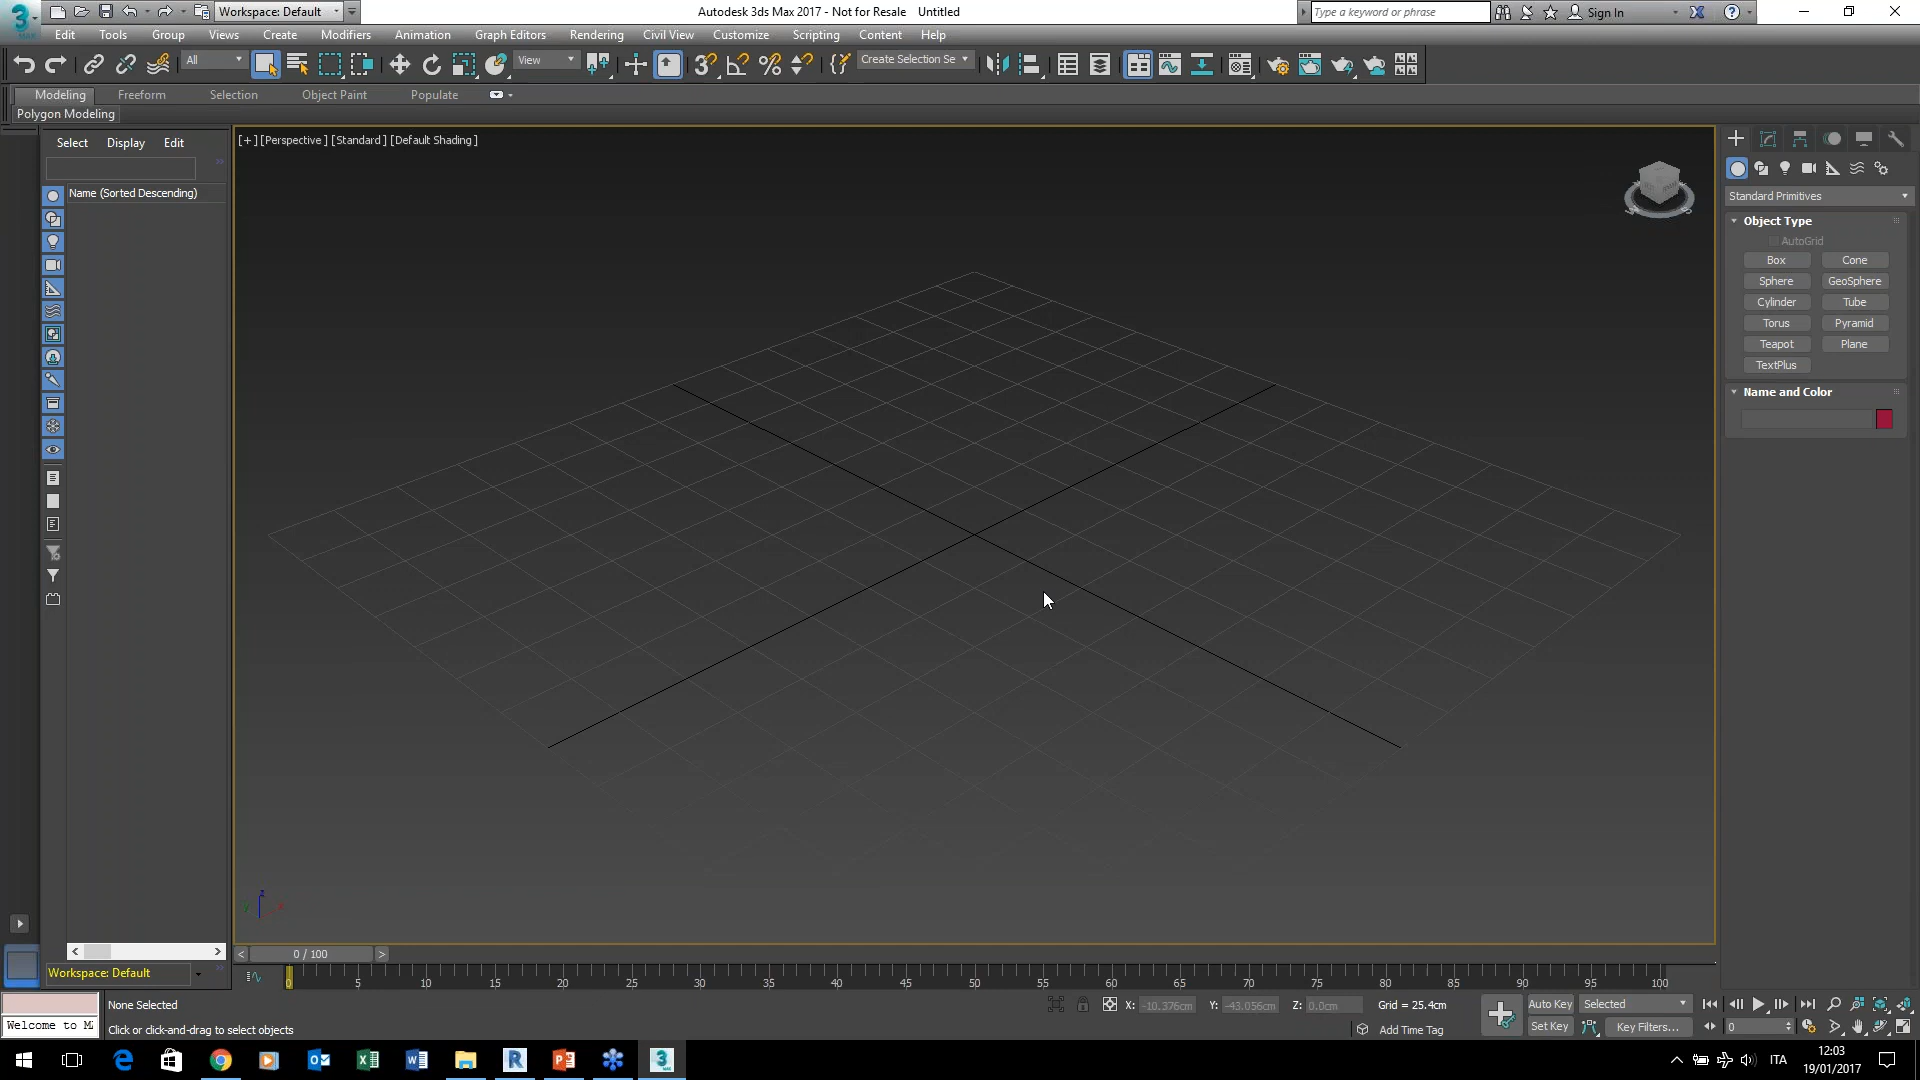 Workspace: Default
Autodesk 3ds Max 2017 - Not for Resale Untitled
Type a keyword or phrase
Sign In
Edit Tools Group Views Create Modifiers Animation Graph Editors Rendering Civil View Customize Scripting Content Help
All
View
Create Selection Se
Modeling Freeform Selection Object Paint Populate
Polygon Modeling
Select Display Edit
[+] [Perspective ] [Standard ] [Default Shading ]
Name (Sorted Descending)
Standard Primitives
Object Type
AutoGrid
Box Cone
Sphere GeoSphere
Cylinder Tube
Torus Pyramid
Teapot Plane
TextPlus
Name and Color
z
y x
< 0 / 100 >
Workspace: Default
0 5 10 15 20 25 30 35 40 45 50 55 60 65 70 75 80 85 90 95 100
None Selected
X: -10.376cm Y: -43.056cm Z: 0.0cm Grid = 25.4cm
Auto Key Selected
Welcome to M
Click or click-and-drag to select objects
Add Time Tag
Set Key Key Filters...
0
ITA
12:03
19/01/2017